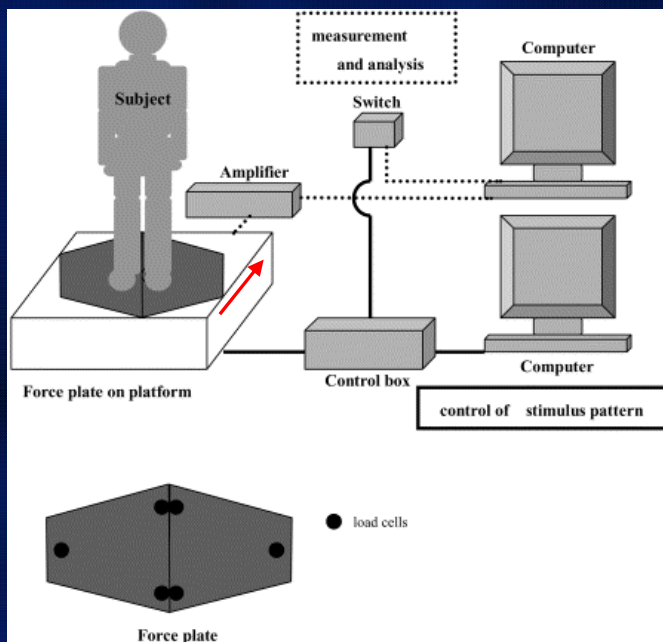 measurement
and analysis
Computer
Subject
Switch
Amplifier
Computer
Control box
Force plate on platform
control of stimulus pattern
load cells
Force plate